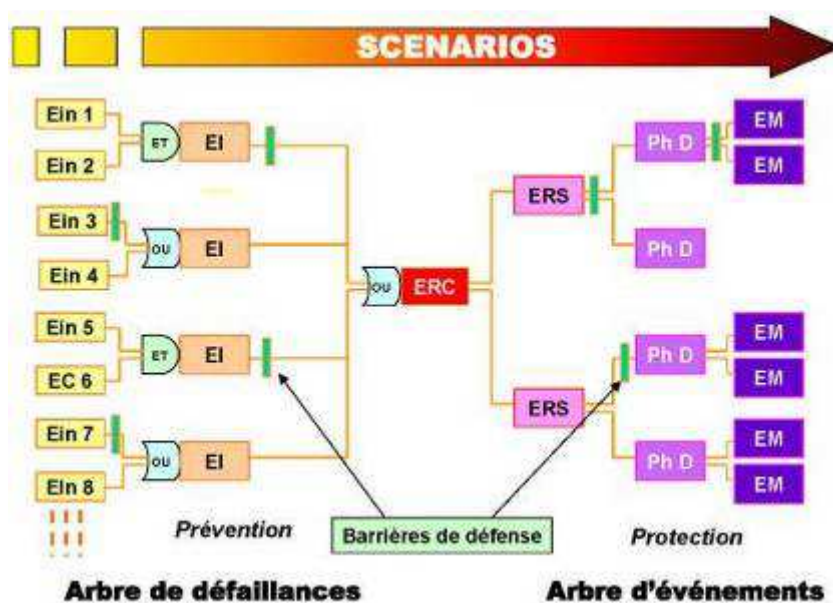 SCENARIOS
Ein 1
Ein 2
ET
EI
Ein 3
Ein 4
OU
EI
Ein 5
EC 6
ET
EI
Ein 7
Ein 8
OU
EI
OU
ERC
ERS
ERS
Ph D
Ph D
Ph D
Ph D
EM
EM
EM
EM
EM
EM
Prévention
Barrières de défense
Protection
Arbre de défaillances
Arbre d'événements